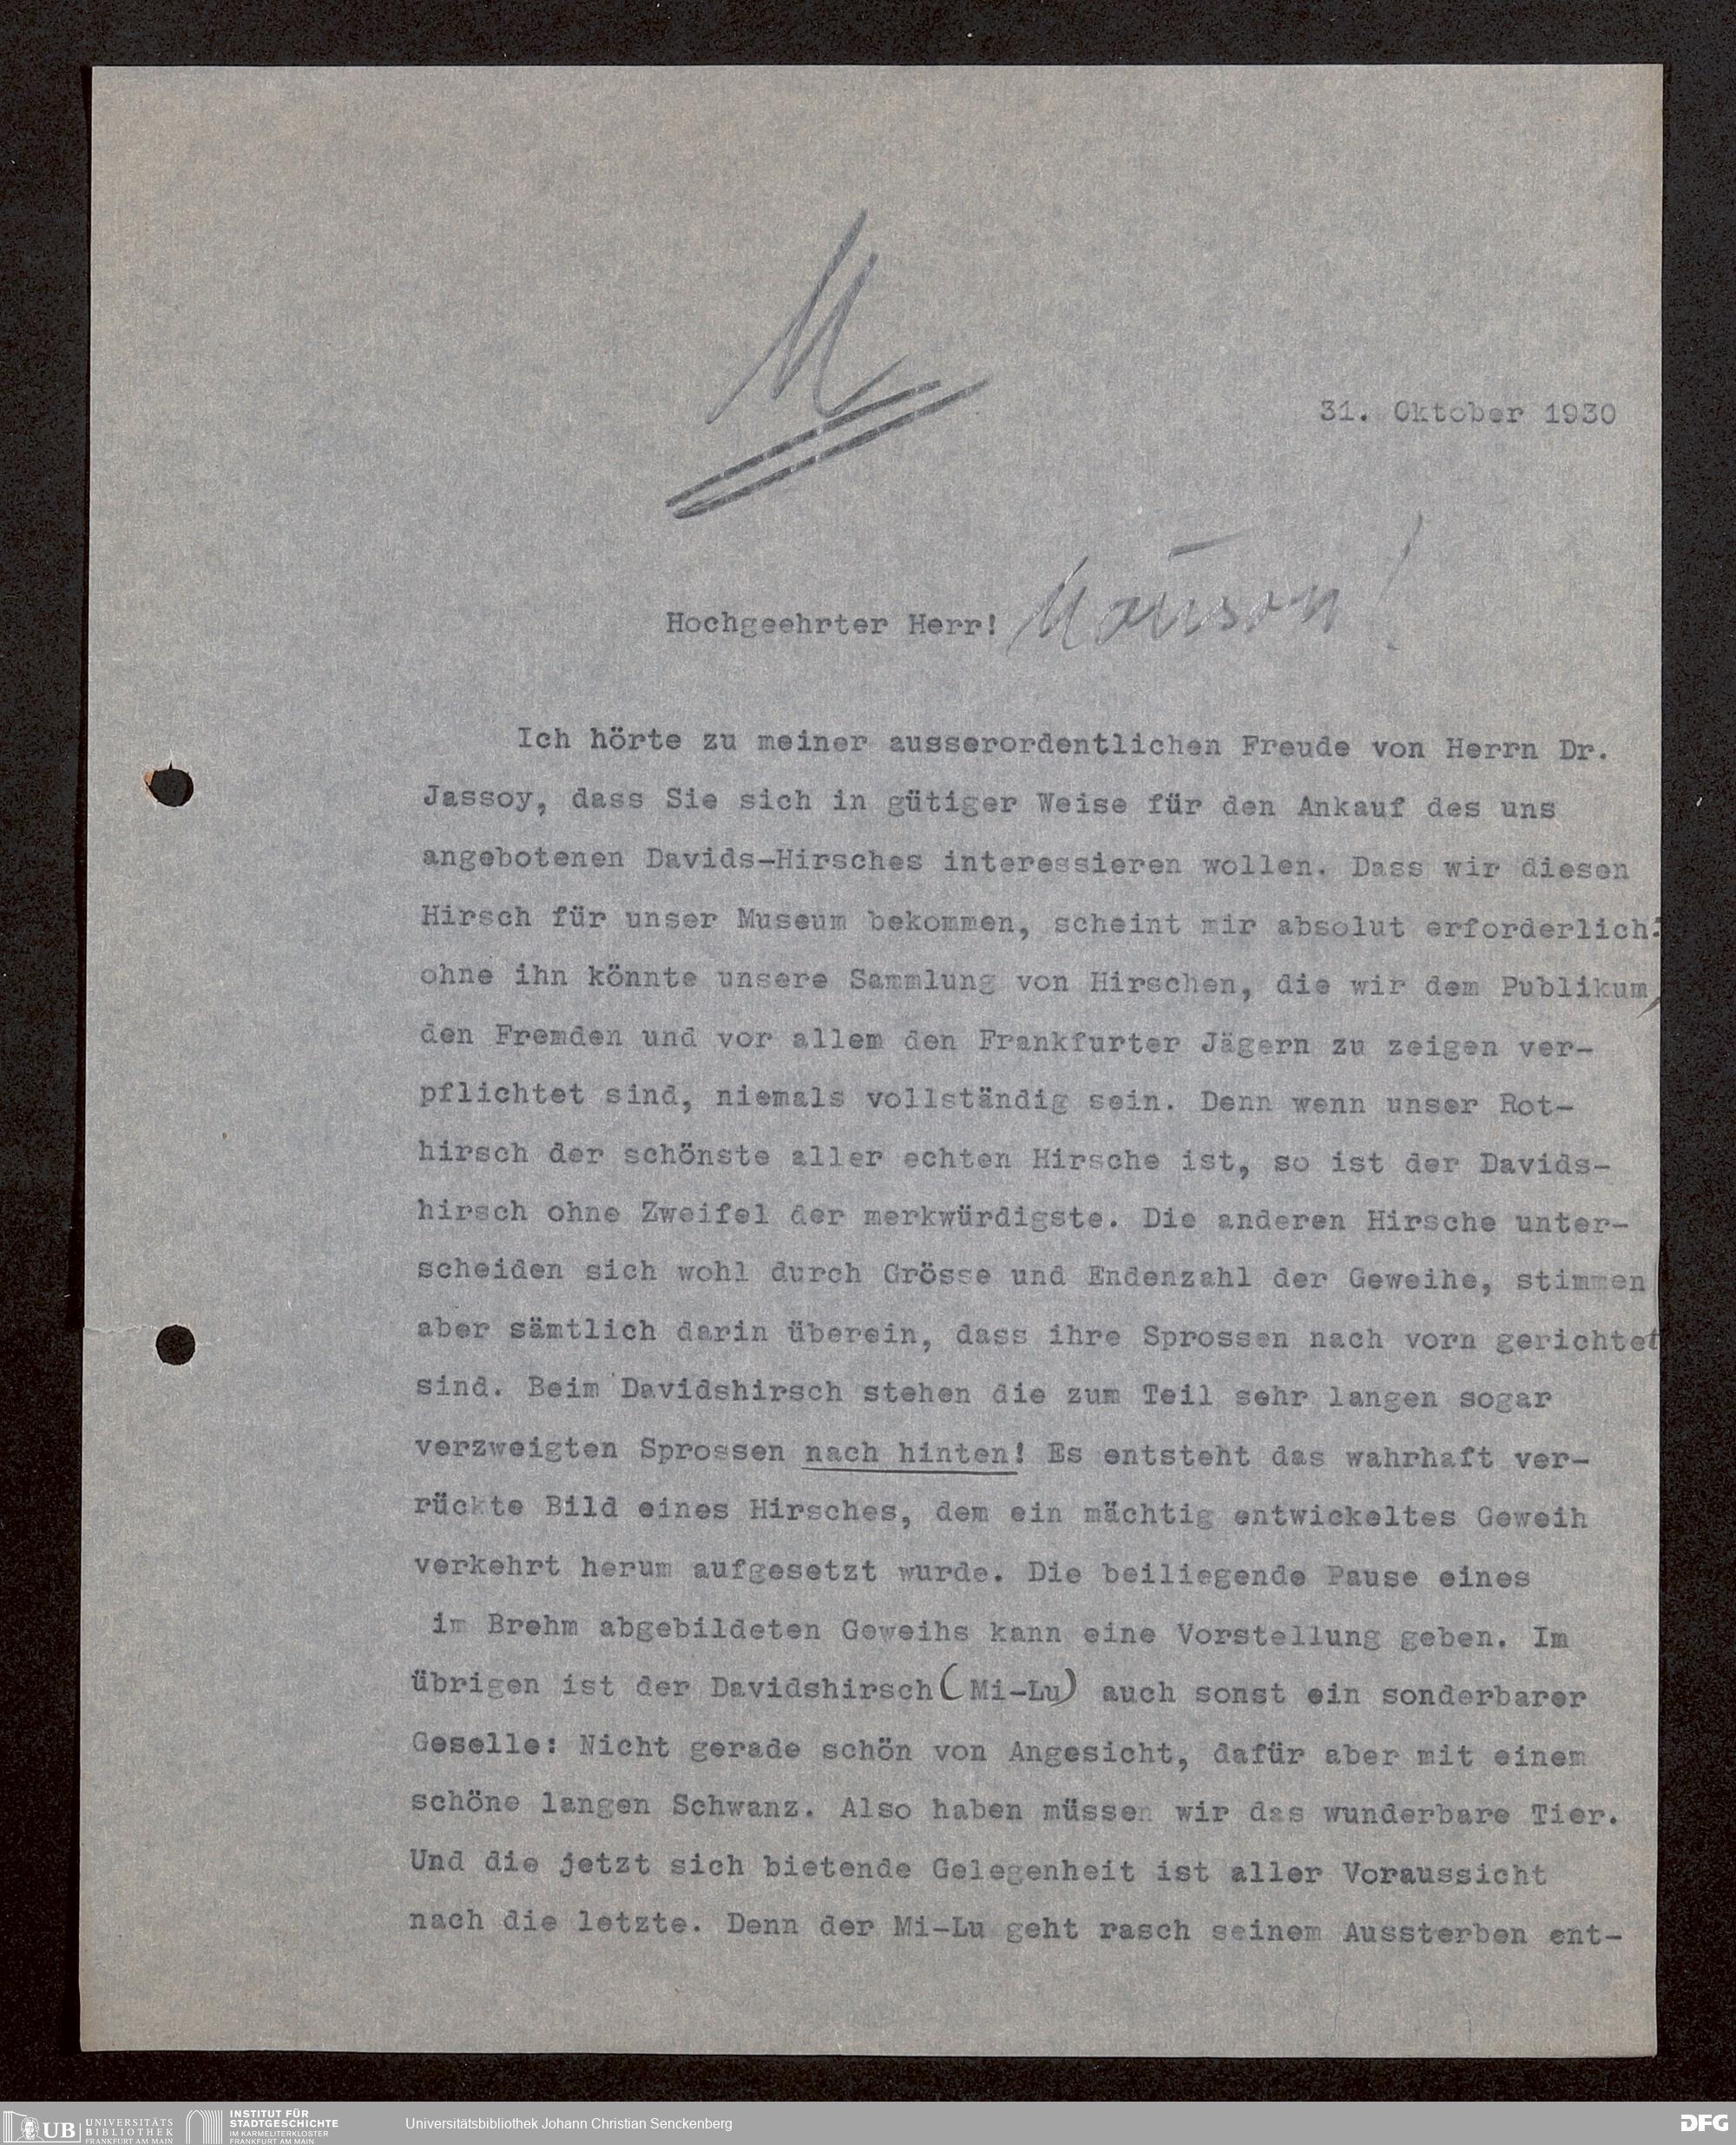 M
31. Oktober 1930
Hochgeehrter Herr! Mouson!
Ich hörte zu meiner ausserordentlichen Freude von Herrn Dr.
Jassoy, dass Sie sich in gütiger Weise für den Ankauf des uns
angebotenen Davids-Hirsches interessieren wollen. Dass wir diesen
Hirsch für unser Museum bekommen, scheint mir absolut erforderlich:
ohne ihn könnte unsere Sammlung von Hirschen, die wir dem Publikum,
den Fremden und vor allem den Frankfurter Jägern zu zeigen ver-
pflichtet sind, niemals vollständig sein. Denn wenn unser Rot-
hirsch der schönste aller echten Hirsche ist, so ist der Davids-
hirsch ohne Zweifel der merkwürdigste. Die anderen Hirsche unter-
scheiden sich wohl durch Grösse und Endenzahl der Geweihe, stimmen
aber sämtlich darin überein, dass ihre Sprossen nach vorn gerichtet
sind. Beim Davidshirsch stehen die zum Teil sehr langen sogar
verzweigten Sprossen nach hinten! Es entsteht das wahrhaft ver-
rückte Bild eines Hirsches, dem ein mächtig entwickeltes Geweih
verkehrt herum aufgesetzt wurde. Die beiliegende Pause eines
im Brehm abgebildeten Geweihs kann eine Vorstellung geben. Im
übrigen ist der Davidshirsch (Mi-Lu) auch sonst ein sonderbarer
Geselle: Nicht gerade schön von Angesicht, dafür aber mit einem
schöne langen Schwanz. Also haben müssen wir das wunderbare Tier.
Und die jetzt sich bietende Gelegenheit ist aller Voraussicht
nach die letzte. Denn der Mi-Lu geht rasch seinem Aussterben ent-
UB UNIVERSITÄTS
BIBLIOTHEK
FRANKFURT AM MAIN
INSTITUT FÜR
STADTGESCHICHTE
IM KARMELITERKLOSTER
FRANKFURT AM MAIN
Universitätsbibliothek Johann Christian Senckenberg
DFG